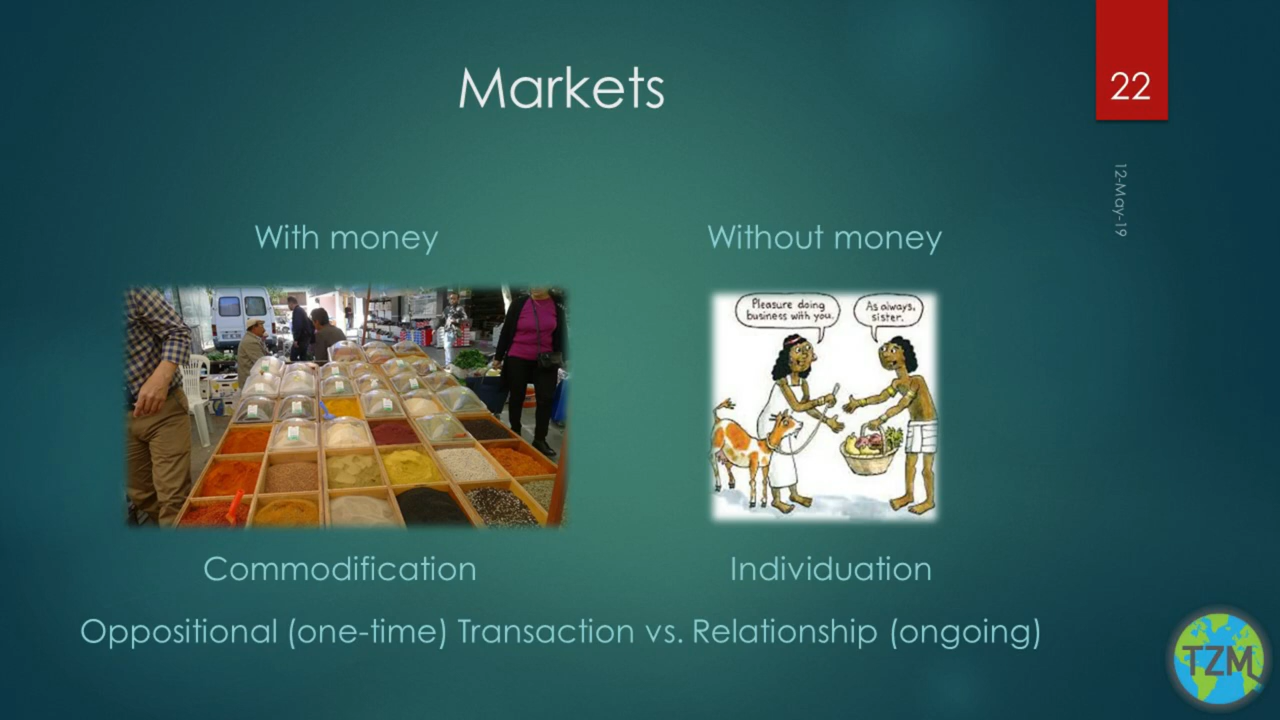 Markets
22
12-May-19
With money
Without money
Pleasure doing
business with you.
As always,
sister.
Commodification
Individuation
Oppositional (one-time) Transaction vs. Relationship (ongoing)
TZM